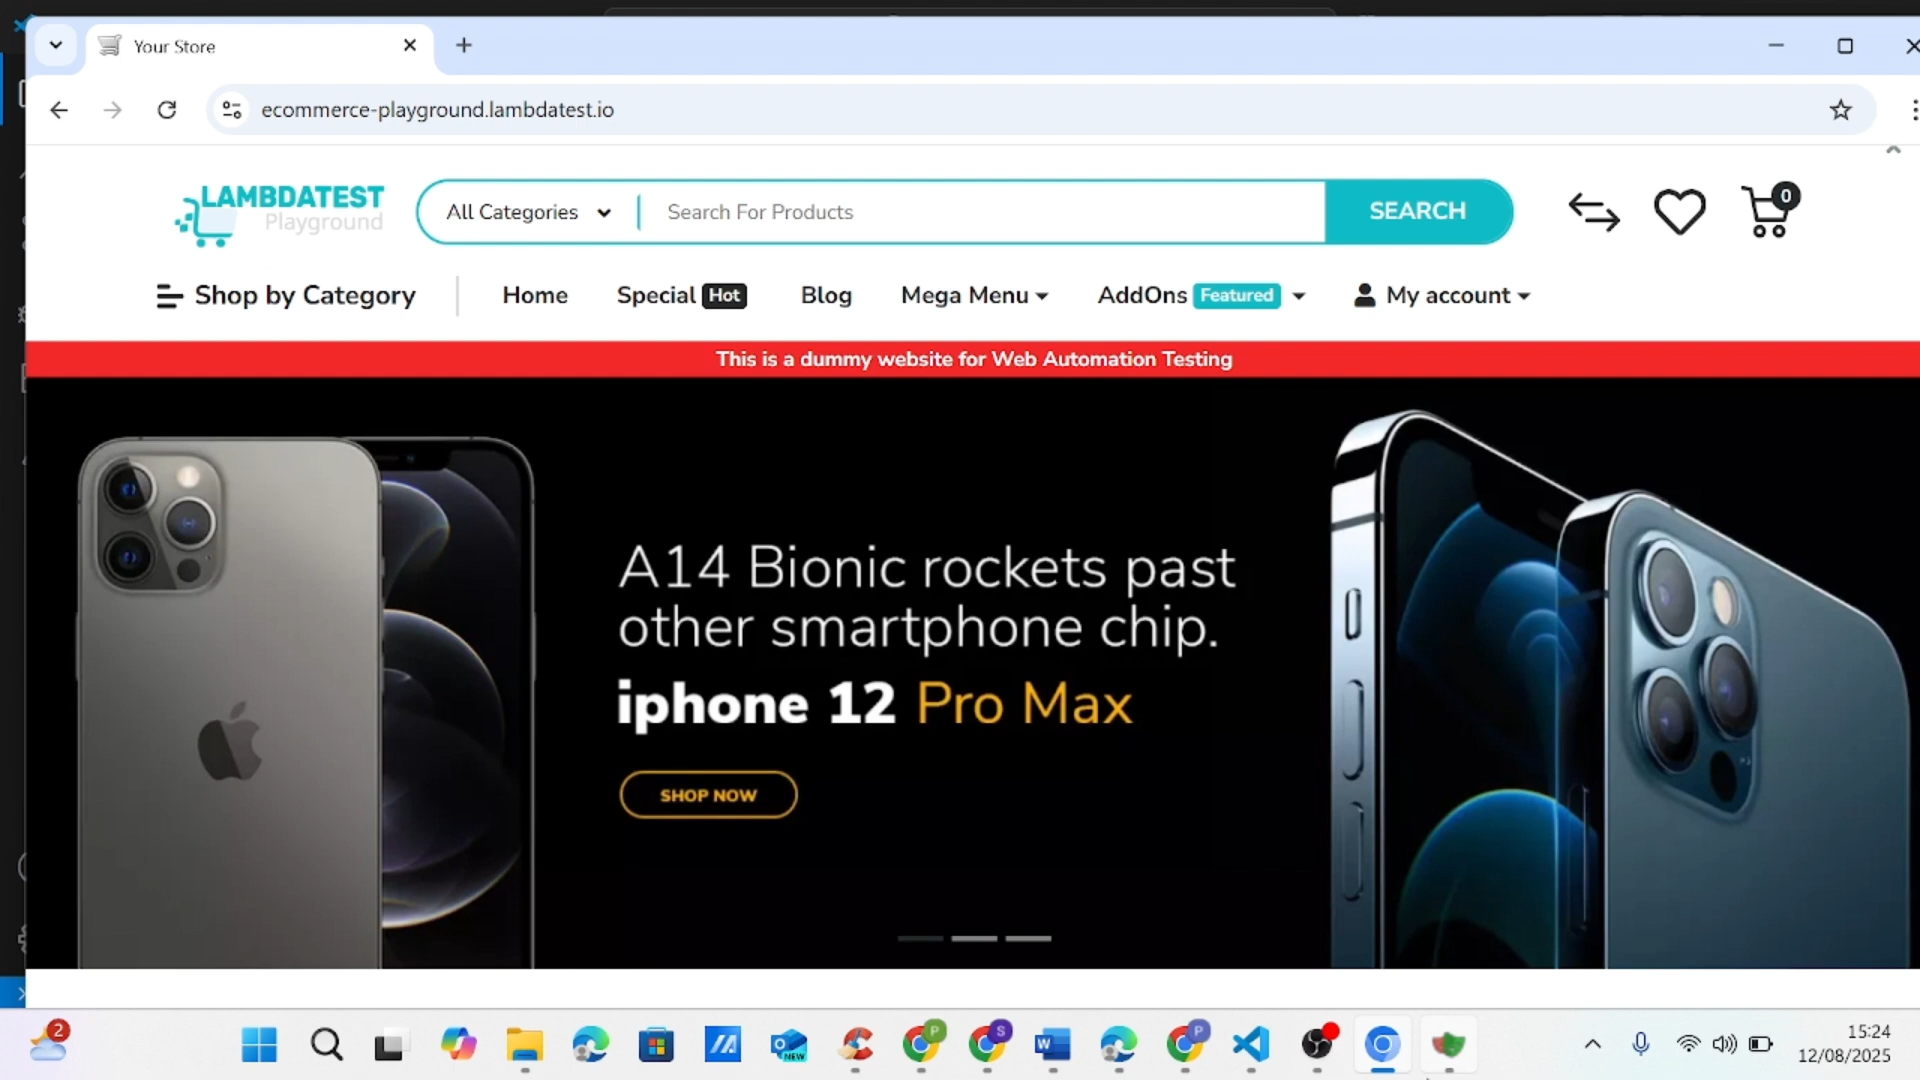 Your Store
ecommerce-playground.lambdatest.io
LAMBDATEST
Playground
All Categories
Search For Products
SEARCH
0
Shop by Category
Home
Special Hot
Blog
Mega Menu
AddOns Featured
My account
This is a dummy website for Web Automation Testing
A14 Bionic rockets past
other smartphone chip.
iphone 12 Pro Max
SHOP NOW
2
NEW
P
S
P
15:24
12/08/2025